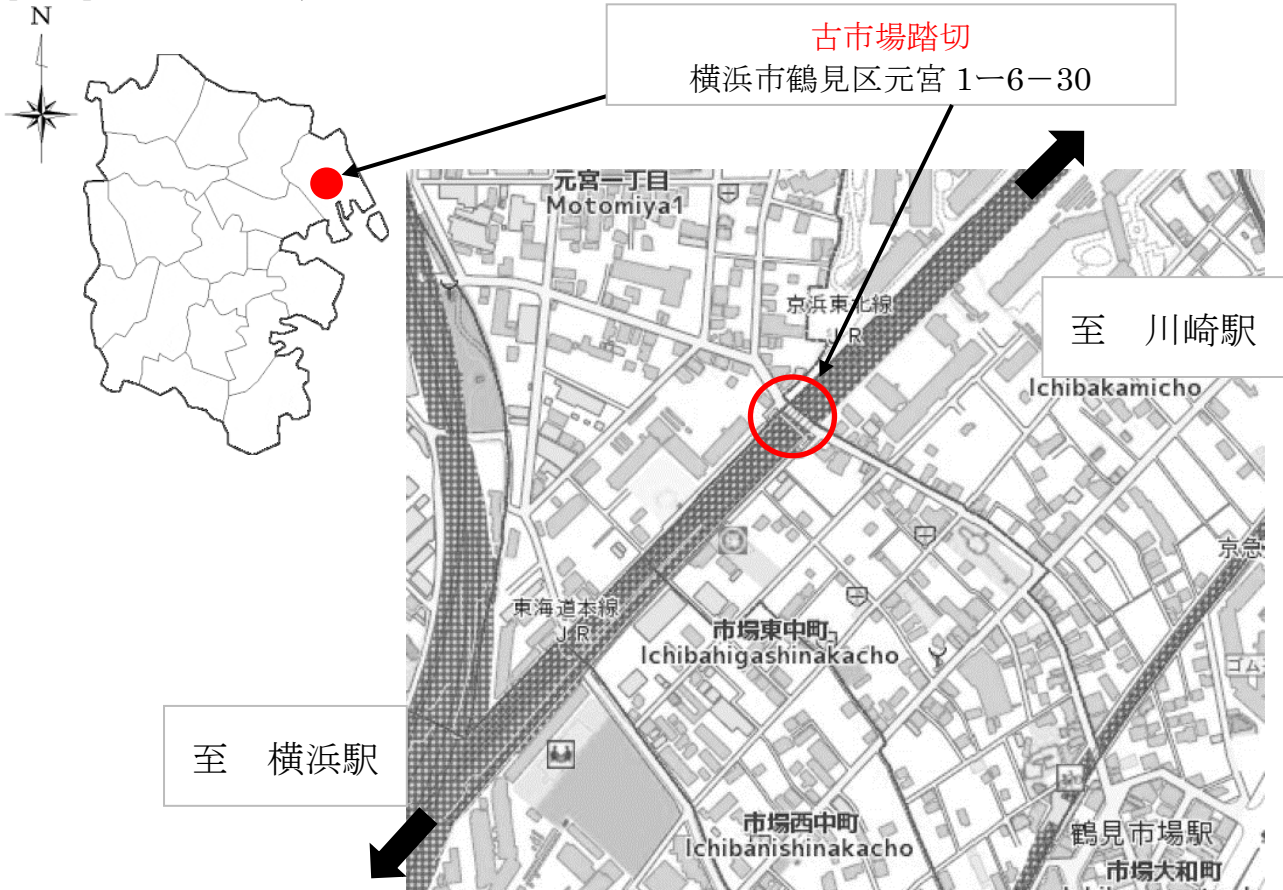 N
古市場踏切
横浜市鶴見区元宮 1ー6－30
元宮一丁目
Motomiya1
京浜東北線
J R
至　川崎駅
Ichibakamicho
京急
東海道本線
J R
市場東中町
Ichibahigashinakacho
ゴム
至　横浜駅
市場西中町
Ichibanishinakacho
鶴見市場駅
市場大和町